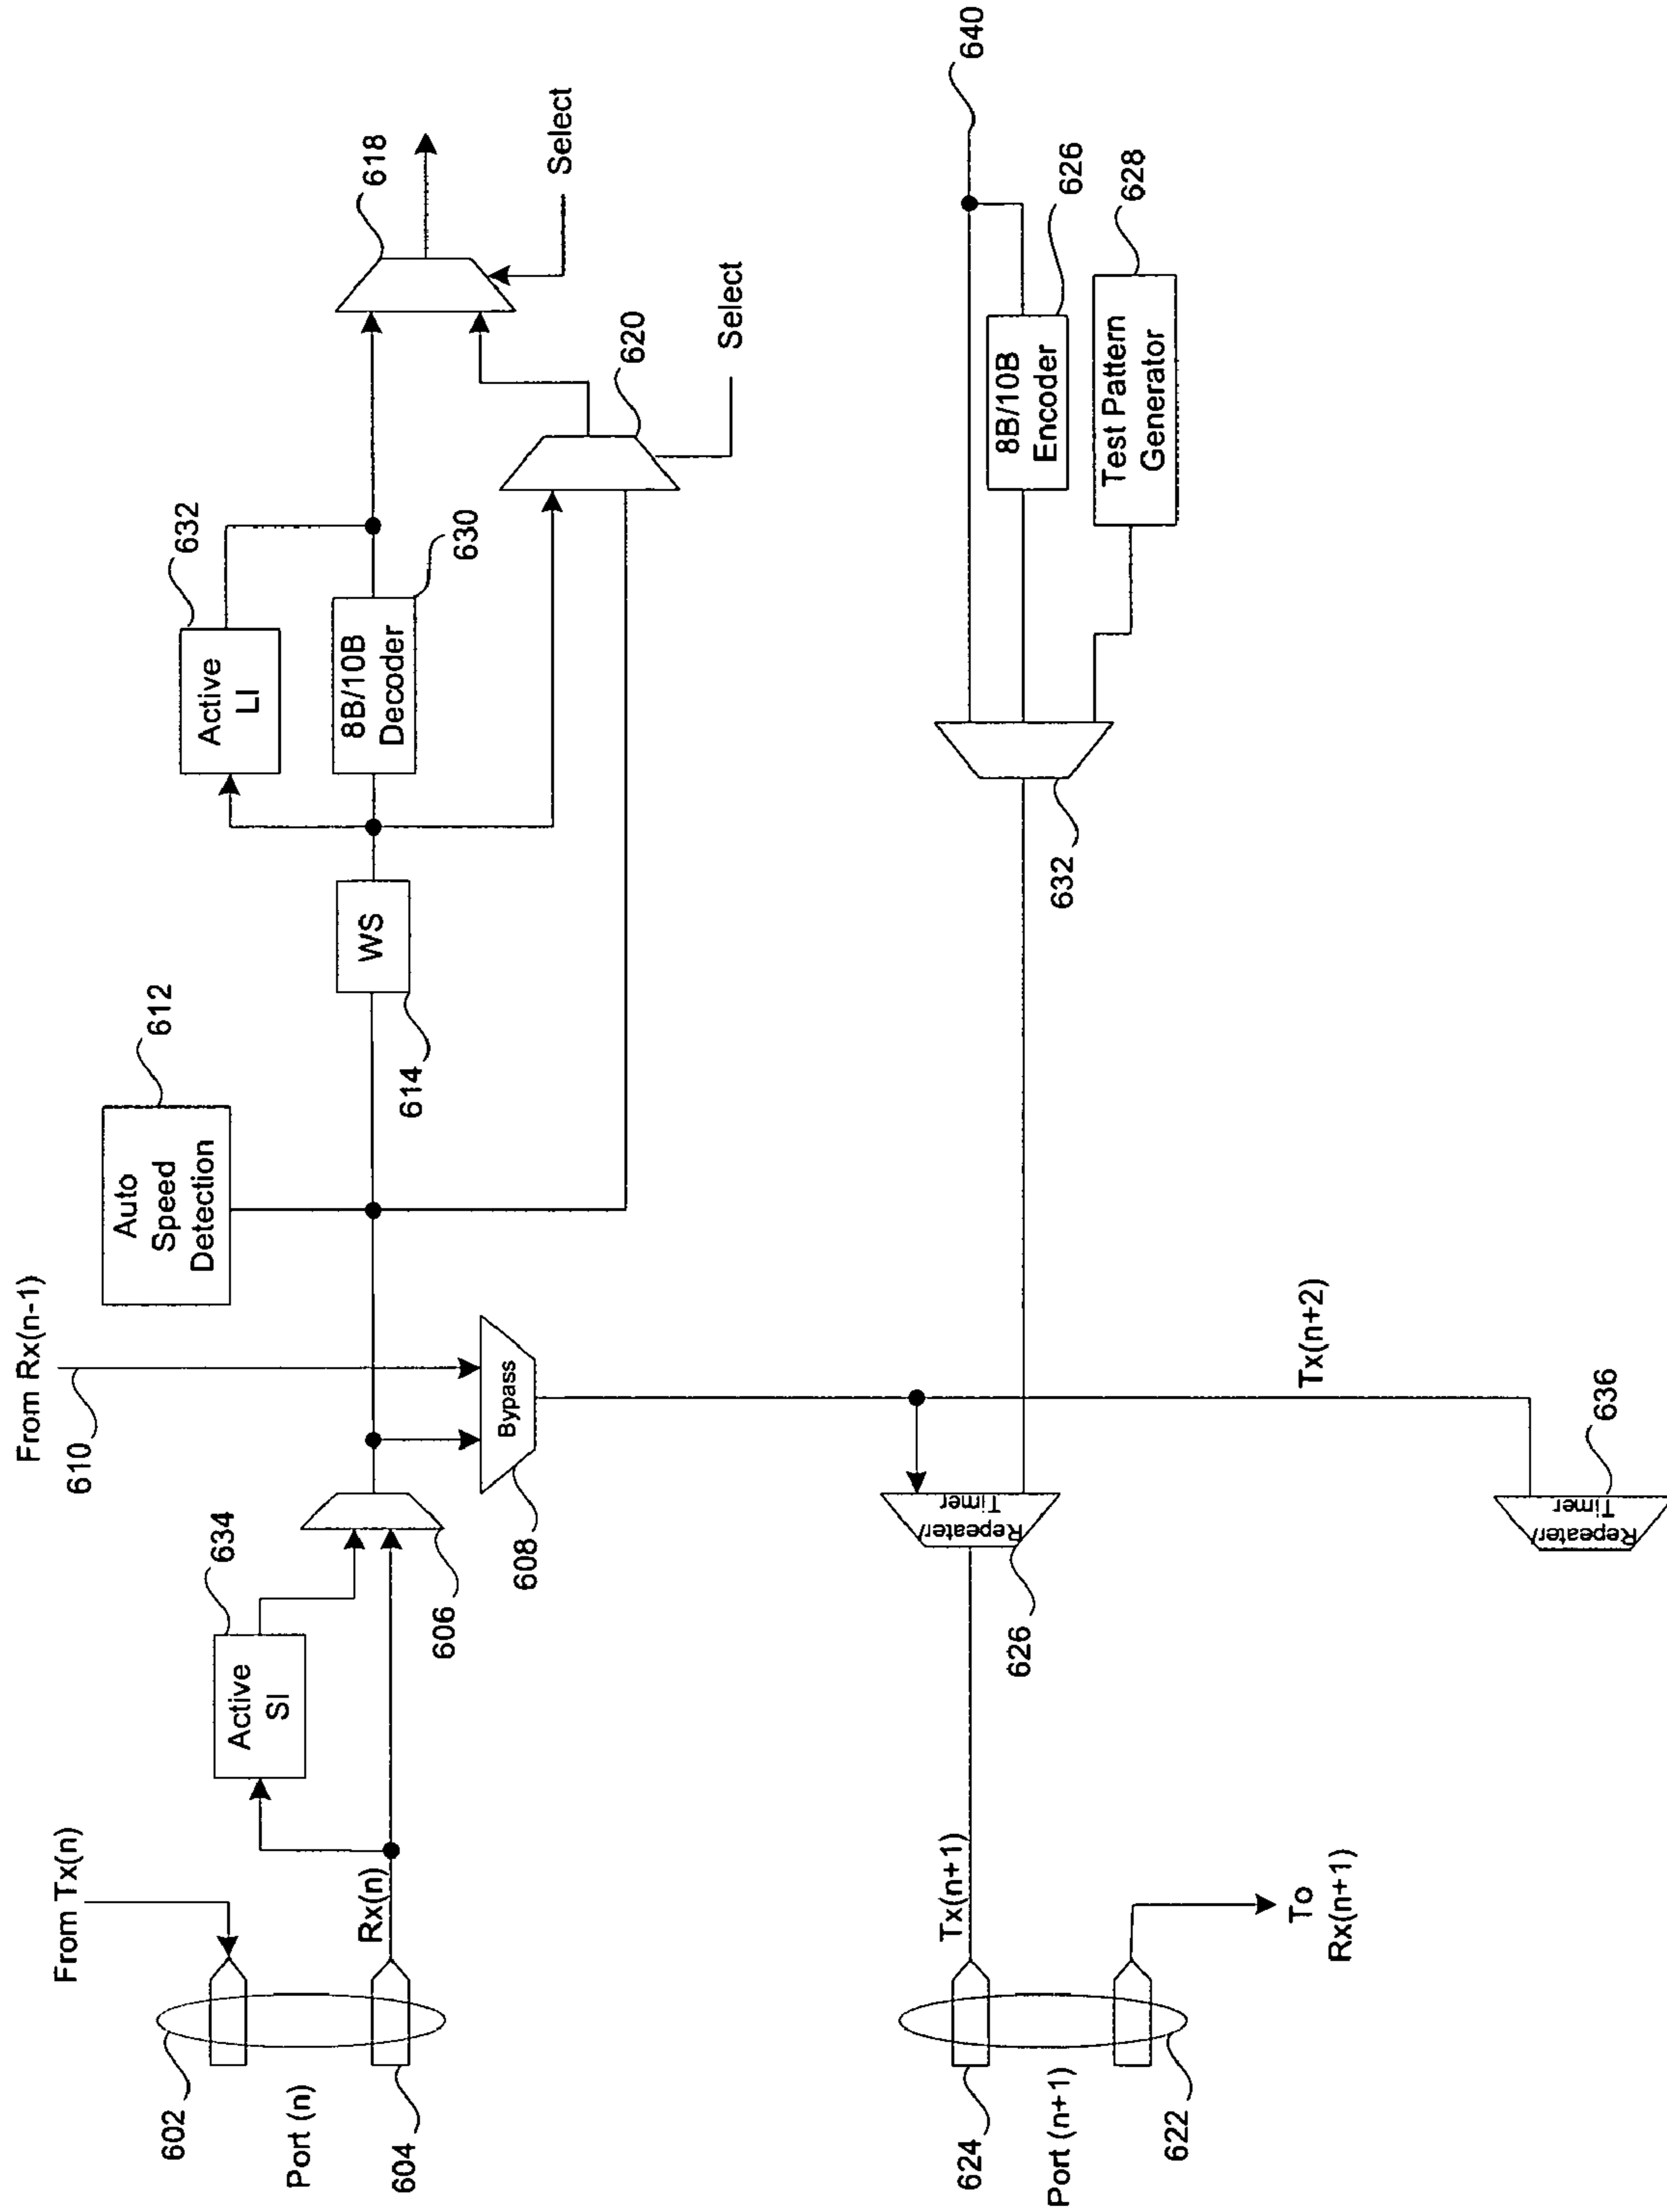 From Tx(n)
602
Port (n)
604
Rx(n)
Active
SI
634
606
From Rx(n-1)
610
Bypass
608
Auto
Speed
Detection
612
WS
614
Active
LI
632
8B/10B
Decoder
630
618
Select
620
Select
640
8B/10B
Encoder
626
Test Pattern
Generator
628
632
Repeater/
Timer
626
Tx(n+1)
624
Port (n+1)
622
To
Rx(n+1)
Tx(n+2)
Repeater/
Timer
636